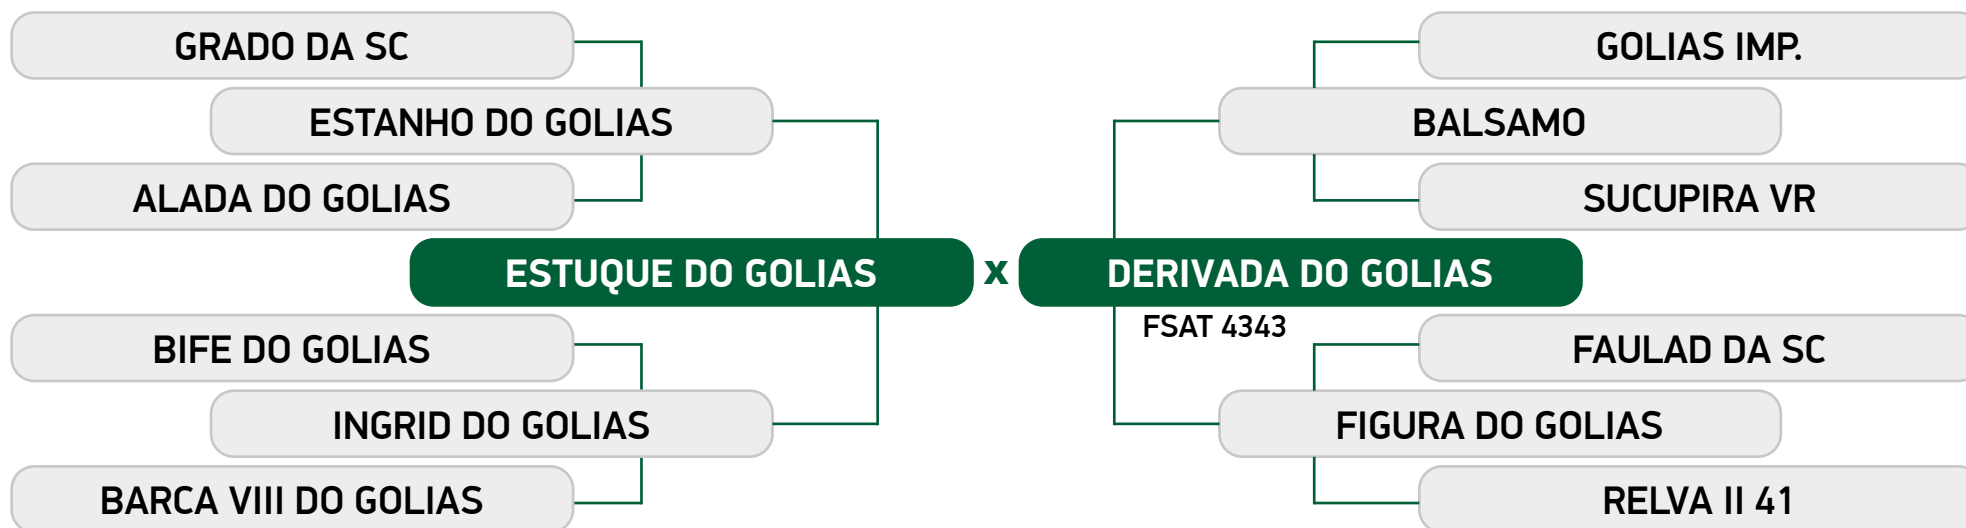 GRADO DA SC
GOLIAS IMP.
ESTANHO DO GOLIAS
BALSAMO
ALADA DO GOLIAS
SUCUPIRA VR
ESTUQUE DO GOLIAS x DERIVADA DO GOLIAS
FSAT 4343
BIFE DO GOLIAS
FAULAD DA SC
INGRID DO GOLIAS
FIGURA DO GOLIAS
BARCA VIII DO GOLIAS
RELVA II 41